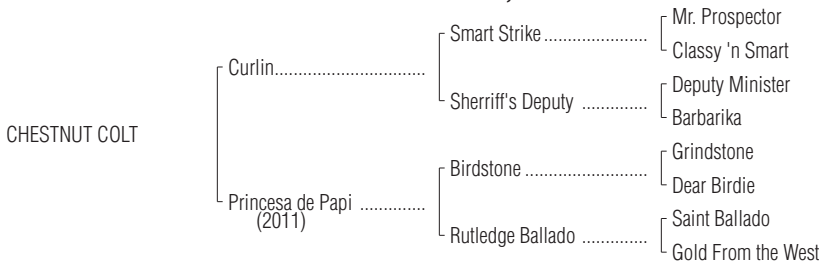 Mr. Prospector
Smart Strike......................
Classy 'n Smart
Curlin................................
Deputy Minister
Sherriff's Deputy ..............
Barbarika
CHESTNUT COLT
Grindstone
Birdstone ..........................
Dear Birdie
Princesa de Papi ..............
(2011)
Saint Ballado
Rutledge Ballado ..............
Gold From the West